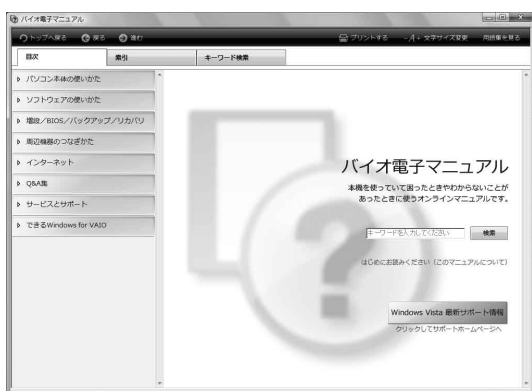 バイオ電子マニュアル
トップへ戻る 戻る 進む プリントする -A+ 文字サイズ変更 用語集を見る
目次 索引 キーワード検索
パソコン本体の使いかた
ソフトウェアの使いかた
増設/BIOS/バックアップ/リカバリ
周辺機器のつなぎかた
インターネット
Q&A集
サービスとサポート
できるWindows for VAIO
バイオ電子マニュアル
本機を使っていて困ったときやわからないことが
あったときに使うオンラインマニュアルです。
キーワードを入力してください 検索
はじめにお読みください（このマニュアルについて）
Windows Vista 最新サポート情報
クリックしてサポートホームページへ